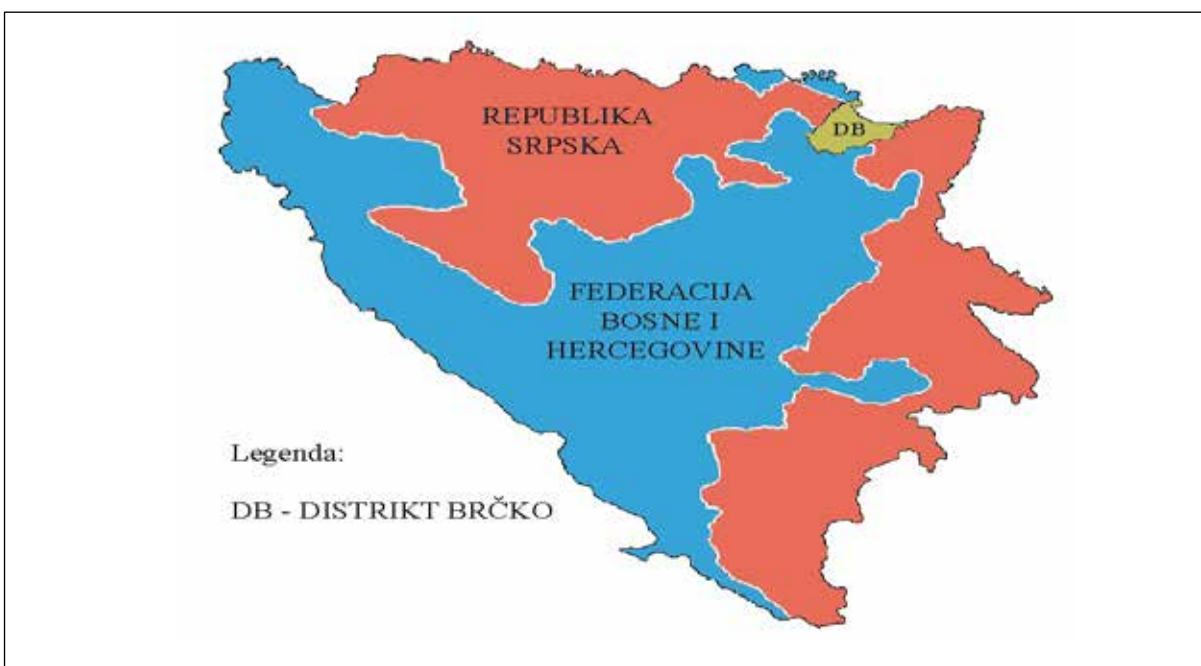 REPUBLIKA
SRPSKA
DB
FEDERACIJA
BOSNE I
HERCEGOVINE
Legenda:
DB - DISTRIKT BRČKO